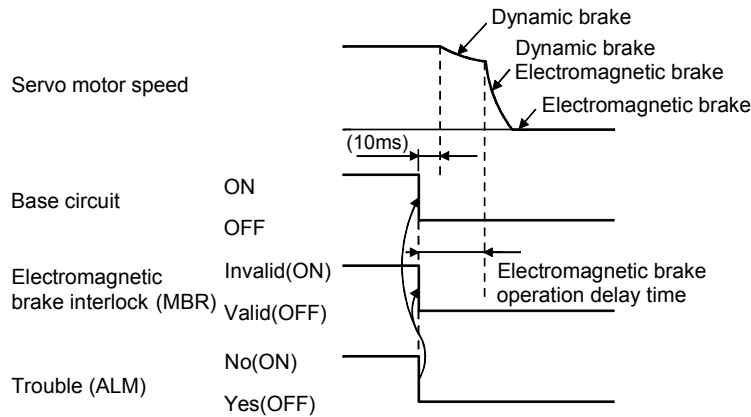 Dynamic brake
Dynamic brake
Electromagnetic brake
Servo motor speed
Electromagnetic brake
(10ms)
ON
Base circuit
OFF
Invalid(ON)
Electromagnetic
brake interlock (MBR)
Valid(OFF)
Electromagnetic brake
operation delay time
No(ON)
Trouble (ALM)
Yes(OFF)